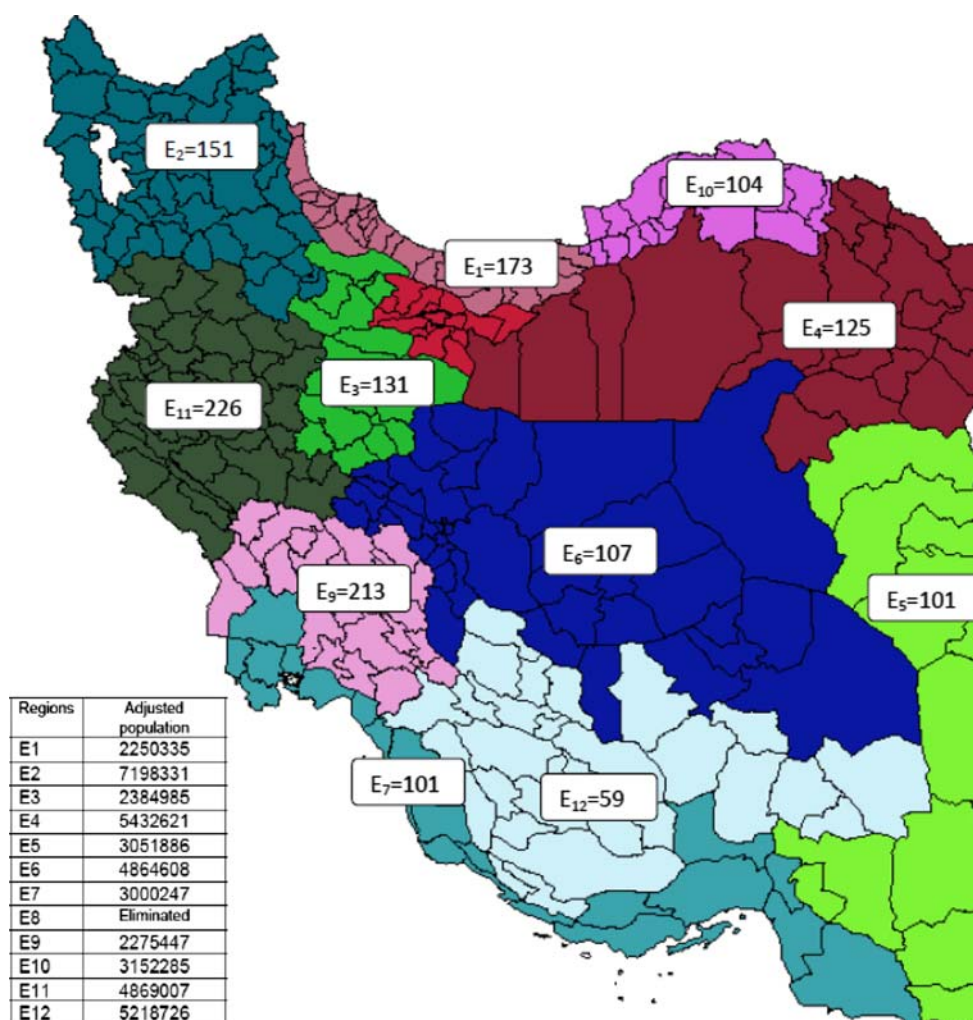 E₂=151
E₁₀=104
E₁=173
E₄=125
E₃=131
E₁₁=226
E₆=107
E₉=213
E₅=101
E₇=101
E₁₂=59
Regions Adjusted population
E1 2250335
E2 7198331
E3 2384985
E4 5432621
E5 3051886
E6 4864608
E7 3000247
E8 Eliminated
E9 2275447
E10 3152285
E11 4869007
E12 5218726